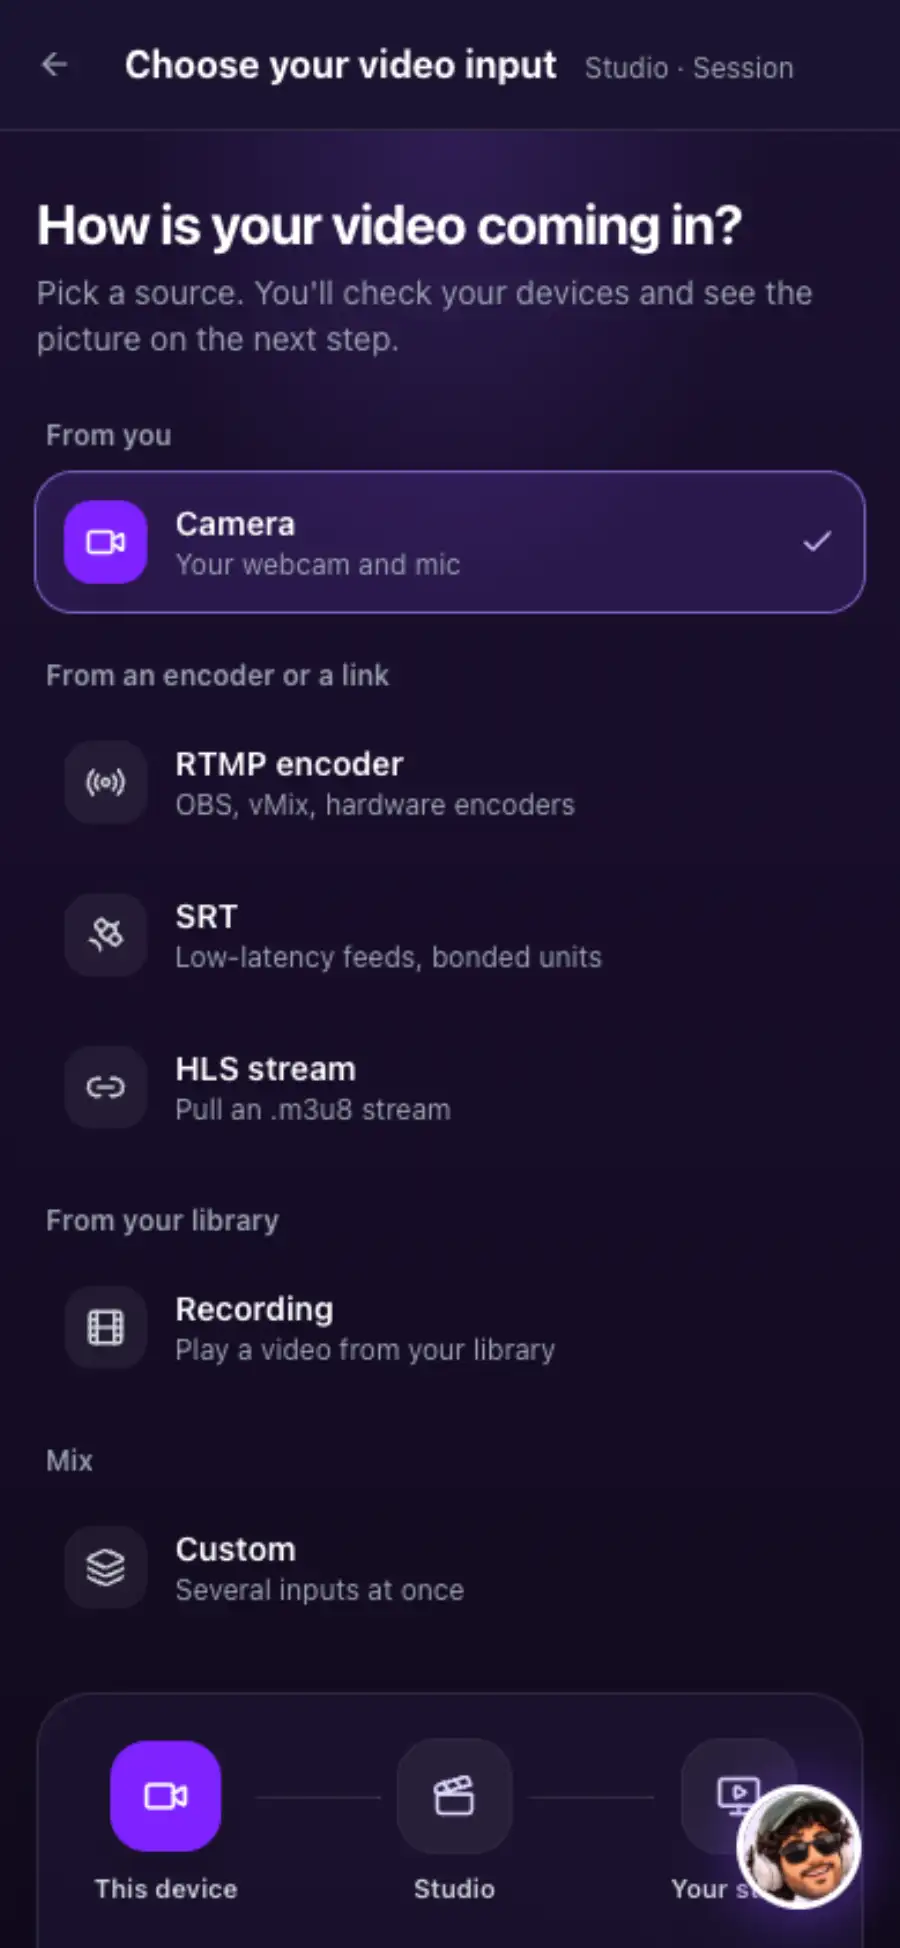 Choose your video input Studio · Session
How is your video coming in?
Pick a source. You'll check your devices and see the
picture on the next step.
From you
Camera
Your webcam and mic
From an encoder or a link
RTMP encoder
OBS, vMix, hardware encoders
SRT
Low-latency feeds, bonded units
HLS stream
Pull an .m3u8 stream
From your library
Recording
Play a video from your library
Mix
Custom
Several inputs at once
This device Studio Your